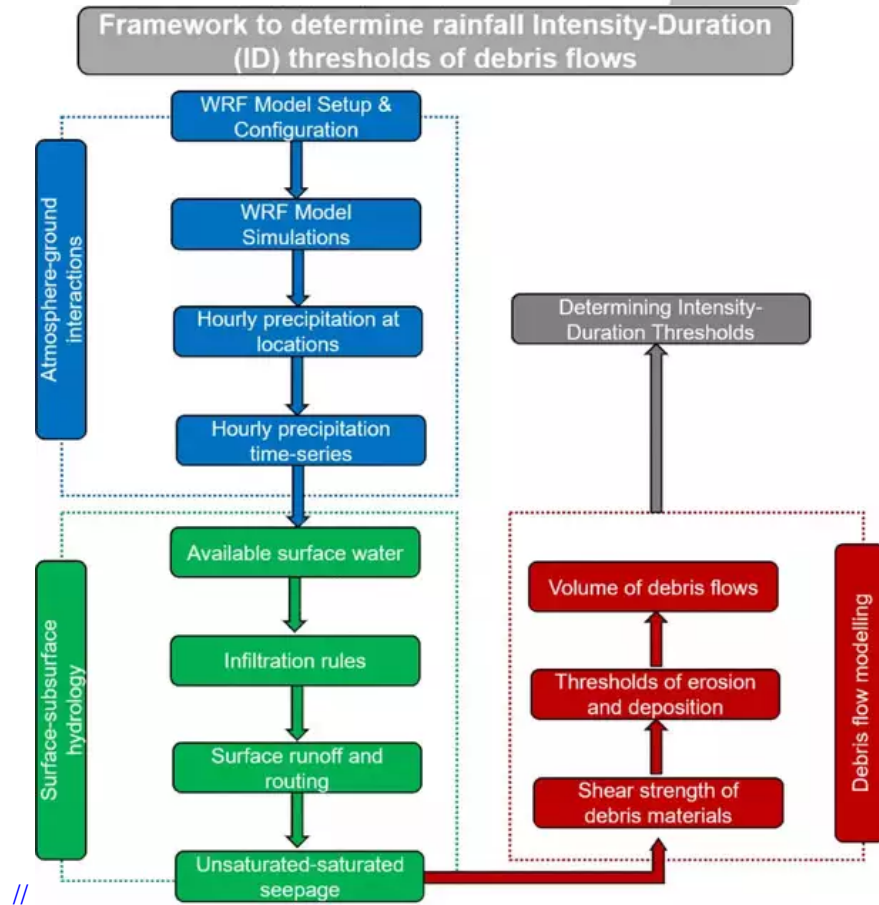 Framework to determine rainfall Intensity-Duration
(ID) thresholds of debris flows
WRF Model Setup &
Configuration
WRF Model
Simulations
Hourly precipitation at
locations
Hourly precipitation
time-series
Atmosphere-ground
interactions
Available surface water
Infiltration rules
Surface runoff and
routing
Unsaturated-saturated
seepage
Surface-subsurface
hydrology
Shear strength of
debris materials
Thresholds of erosion
and deposition
Volume of debris flows
Debris flow modelling
Determining Intensity-
Duration Thresholds
//